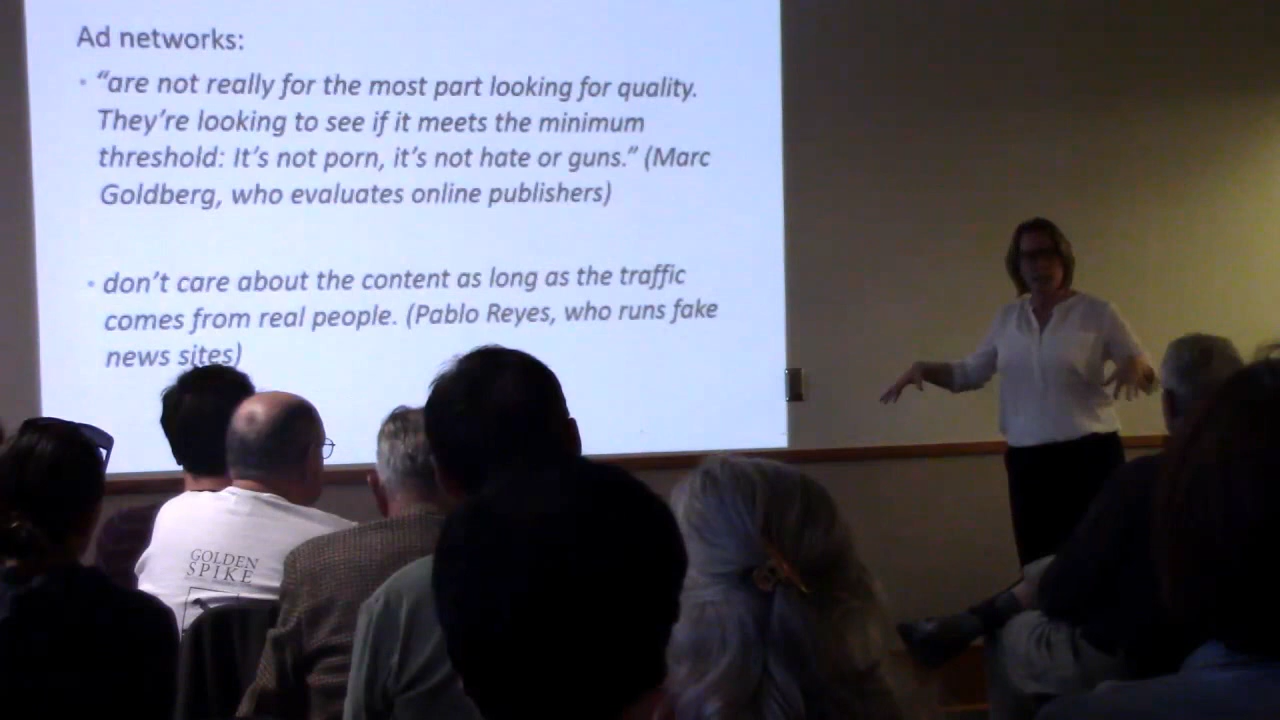 Ad networks:
• “are not really for the most part looking for quality.
They’re looking to see if it meets the minimum
threshold: It’s not porn, it’s not hate or guns.” (Marc
Goldberg, who evaluates online publishers)
• don’t care about the content as long as the traffic
comes from real people. (Pablo Reyes, who runs fake
news sites)
GOLDEN
SPIKE